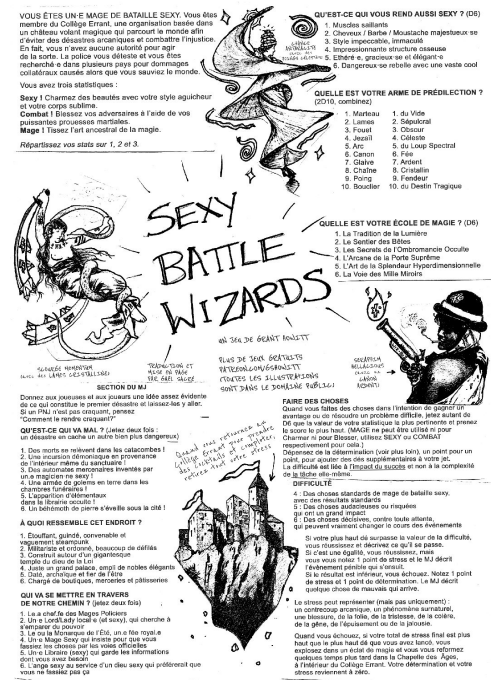 VOUS ÊTES UN·E MAGE DE BATAILLE SEXY. Vous êtes
membre du Collège Errant, une organisation basée dans
un château volant magique qui parcourt le monde afin
d'éviter des désastres arcaniques et combattre l'injustice.
En fait, vous n'avez aucune autorité pour agir
de la sorte. La police vous déteste et vous êtes
recherché·e dans plusieurs pays pour dommages
collatéraux causés alors que vous sauviez le monde.
Vous avez trois statistiques :
Sexy ! Charmez des beautés avec votre style aguicheur
et votre corps sublime.
Combat ! Blessez vos adversaires à l'aide de vos
puissantes prouesses martiales.
Mage ! Tissez l'art ancestral de la magie.
Répartissez vos stats sur 1, 2 et 3.
QU'EST-CE QUI VOUS REND AUSSI SEXY ? (D6)
1. Muscles saillants
2. Cheveux / Barbe / Moustache majestueux·se
3. Style impeccable, immaculé
4. Impressionnante structure osseuse
5. Éthéré·e, gracieux·se et élégant·e
6. Dangereux·se rebelle avec une veste cool
QUELLE EST VOTRE ARME DE PRÉDILECTION ?
(2D10, combinez)
1. Marteau 1. du Vide
2. Lames 2. Sépulcral
3. Fouet 3. Obscur
4. Jezaïl 4. Céleste
5. Arc 5. du Loup Spectral
6. Canon 6. Fée
7. Glaive 7. Ardent
8. Chaîne 8. Cristallin
9. Poing 9. Fendeur
10. Bouclier 10. du Destin Tragique
QUELLE EST VOTRE ÉCOLE DE MAGIE ? (D6)
1. La Tradition de la Lumière
2. Le Sentier des Bêtes
3. Les Secrets de l'Ombromancie Occulte
4. L'Arcane de la Porte Suprême
5. L'Art de la Splendeur Hyperdimensionnelle
6. La Voie des Mille Miroirs
SEXY
BATTLE
WIZARDS
UN JEU DE GRANT HOWITT
PLUS DE JEUX GRATUITS
PATREON.COM/GSHOWITT
(TOUTES LES ILLUSTRATIONS
SONT DANS LE DOMAINE PUBLIC)
SCOURGE MOMENTUM
AVEC DES LAMES CRISTALLINES
TRADUCTION ET
MISE EN PAGE
PAR GAËL SACRÉ
SECTION DU MJ
Donnez aux joueuses et aux joueurs une idée assez évidente
de ce qui constitue le premier désastre et laissez-les y aller.
Si un PNJ n'est pas croquant, pensez
"Comment le rendre craquant?"
QU'EST-CE QUI VA MAL ? (Jetez deux fois :
un désastre en cache un autre bien plus dangereux)
1. Des morts se relèvent dans les catacombes !
2. Une incursion démoniaque en provenance
de l'intérieur même du sanctuaire !
3. Des automates mercenaires inventés par
un·e magicien·ne sexy !
4. Une armée de golems en terre dans les
chambres funéraires !
5. L'apparition d'élémentaux
dans la librairie occulte !
6. Un béhémoth de pierre s'éveille sous la cité !
À QUOI RESSEMBLE CET ENDROIT ?
1. Étouffant, guindé, convenable et
vaguement steampunk
2. Militariste et ordonné, beaucoup de défilés
3. Construit autour d'un gigantesque
temple du dieu de la Loi
4. Juste un grand palace, empli de nobles élégants
5. Daté, archaïque et fier de l'être
6. Chargé de boutiques, merceries et pâtisseries
QUI VA SE METTRE EN TRAVERS
DE NOTRE CHEMIN ? (jetez deux fois)
1. Le·a chef.fe des Mages Policiers
2. Un·e Lord/Lady local·e (et sexy), qui cherche à
s'emparer du pouvoir
3. Le ou la Monarque de l'Été, un.e fée royal.e
4. Un·e Mage Sexy qui insiste pour que vous
fassiez les choses par les voies officielles
5. Un·e Libraire (sexy) qui garde les informations
dont vous avez besoin
6. L'ange sexy au service d'un dieu sexy qui préférerait que
vous ne fassiez pas ça
Quand vous retournez au
Collège Errant pour prendre
retirez tout votre stress
FAIRE DES CHOSES
Quand vous faites des choses dans l'intention de gagner un
avantage ou de résoudre un problème difficile, jetez autant de
D6 que la valeur de votre statistique la plus pertinente et prenez
le score le plus haut. (MAGE ne peut être utilisé ni pour
Charmer ni pour Blesser, utilisez SEXY ou COMBAT
respectivement pour cela.)
Dépensez de la détermination (voir plus loin), un point pour un
point, pour ajouter des dés supplémentaires à votre jet.
La difficulté est liée à l'impact du succès et non à la complexité
de la tâche elle-même.
DIFFICULTÉ
4 : Des choses standards de mage de bataille sexy,
avec des résultats standards
5 : Des choses audacieuses ou risquées
qui ont un grand impact
6 : Des choses décisives, contre toute attente,
qui peuvent vraiment changer le cours des événements
Si votre plus haut dé surpasse la valeur de la difficulté,
vous réussissez et décrivez ce qu'il se passe.
Si c'est une égalité, vous réussissez, mais
vous vous notez 1 point de stress et le MJ décrit
l'événement pénible qui s'ensuit.
Si le résultat est inférieur, vous échouez. Notez 1 point
de stress et 1 point de détermination. Le MJ décrit
quelque chose de mauvais qui arrive.
Le stress peut représenter (mais pas uniquement) :
un contrecoup arcanique, un phénomène surnaturel,
une blessure, de la folie, de la tristesse, de la colère,
de la gêne, de l'épuisement ou de la jalousie.
Quand vous échouez, si votre total de stress final est plus
haut que le plus haut dé que vous avez lancé, vous
explosez dans un éclat de magie et vous vous reformez
quelques temps plus tard dans la Chapelle des Âges,
à l'intérieur du Collège Errant. Votre détermination et votre
stress reviennent à zéro.